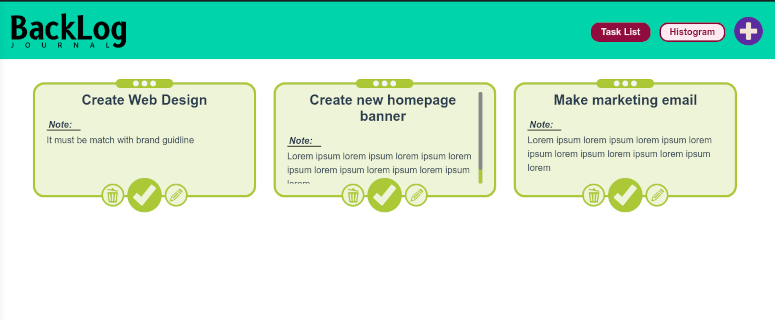 BackLog
JOURNAL
Task List
Histogram
Create Web Design
Note:
It must be match with brand guidline
Create new homepage
banner
Note:
Lorem ipsum lorem ipsum lorem ipsum lorem
ipsum lorem ipsum lorem ipsum lorem ipsum
lorem
Make marketing email
Note:
Lorem ipsum lorem ipsum lorem ipsum lorem
ipsum lorem ipsum lorem ipsum lorem ipsum
lorem